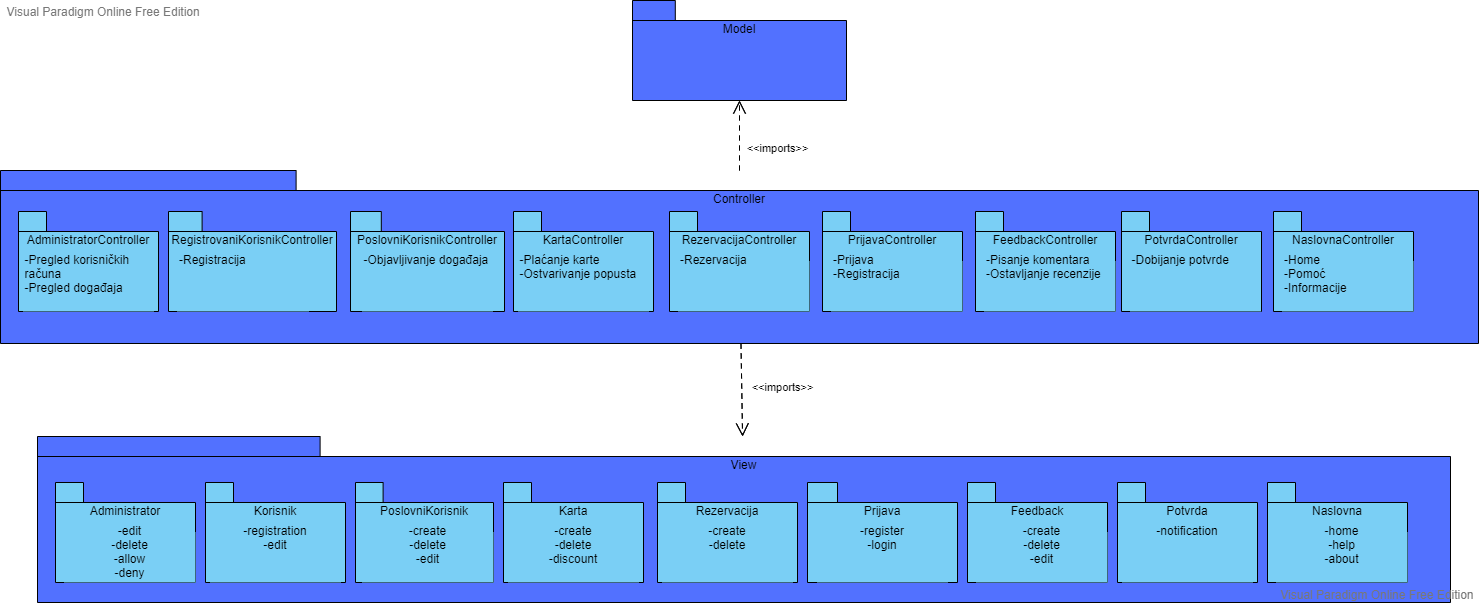 Visual Paradigm Online Free Edition
Model
<<imports>>
Controller
AdministratorController
-Pregled korisničkih
računa
-Pregled događaja
RegistrovaniKorisnikController
-Registracija
PoslovniKorisnikController
-Objavljivanje događaja
KartaController
-Plaćanje karte
-Ostvarivanje popusta
RezervacijaController
-Rezervacija
PrijavaController
-Prijava
-Registracija
FeedbackController
-Pisanje komentara
-Ostavljanje recenzije
PotvrdaController
-Dobijanje potvrde
NaslovnaController
-Home
-Pomoć
-Informacije
<<imports>>
View
Administrator
-edit
-delete
-allow
-deny
Korisnik
-registration
-edit
PoslovniKorisnik
-create
-delete
-edit
Karta
-create
-delete
-discount
Rezervacija
-create
-delete
Prijava
-register
-login
Feedback
-create
-delete
-edit
Potvrda
-notification
Naslovna
-home
-help
-about
Visual Paradigm Online Free Edition